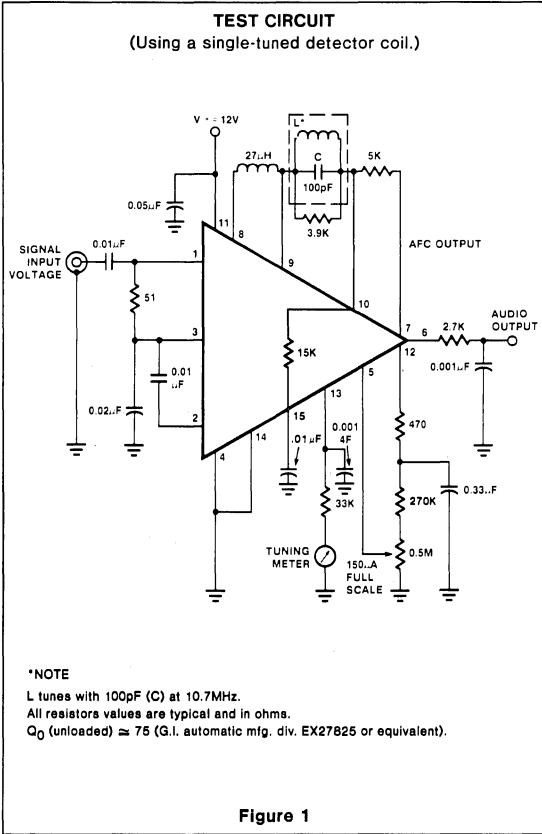 TEST CIRCUIT
(Using a single-tuned detector coil.)
V + = 12V
L*
27μH
C
100pF
5K
0.05μF
3.9K
11
8
SIGNAL
INPUT
VOLTAGE
0.01μF
1
9
AFC OUTPUT
10
51
3
15K
7
6
2.7K
AUDIO
OUTPUT
12
0.01
μF
5
0.001μF
0.02μF
2
13
15
470
14
.01μF
0.001
4F
4
33K
270K
0.33..F
TUNING
METER
150..A
FULL
SCALE
0.5M
*NOTE
L tunes with 100pF (C) at 10.7MHz.
All resistors values are typical and in ohms.
Q0 (unloaded) ≃ 75 (G.I. automatic mfg. div. EX27825 or equivalent).
Figure 1